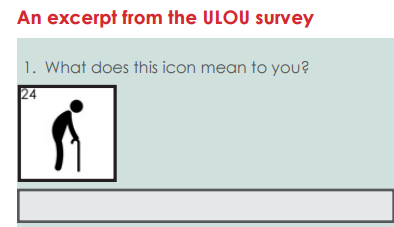 An excerpt from the ULOU survey
1. What does this icon mean to you?
24